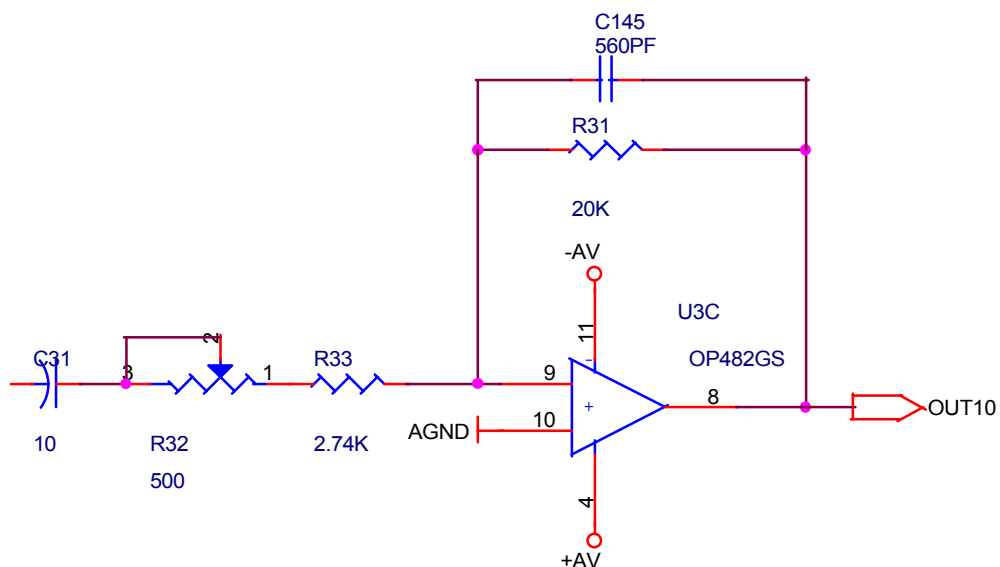 C145
560PF
R31
20K
-AV
11
-
U3C
OP482GS
C31
3
2
1
R33
9
+
8
OUT10
AGND
10
10
R32
2.74K
500
4
+AV